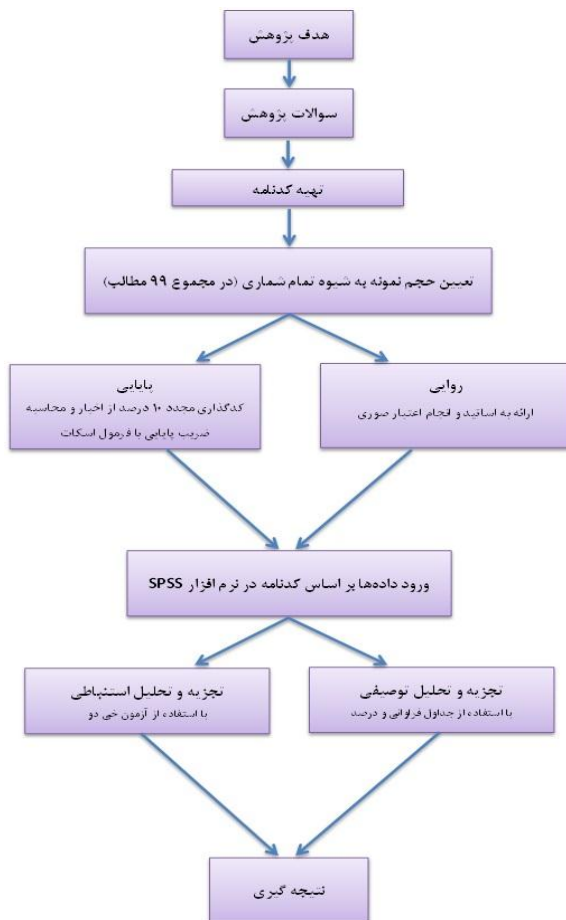 هدف پژوهش
سوالات پژوهش
تهیه کدنامه
تعیین حجم نمونه به شیوه تمام شماری (در مجموع ۹۹ مطالب)
روایی
ارائه به اساتید و انجام اعتبار صوری
پایایی
کدگذاری مجدد ۱۰ درصد از اخبار و محاسبه
ضریب پایایی با فرمول اسکات
ورود داده‌ها بر اساس کدنامه در نرم افزار SPSS
تجزیه و تحلیل توصیفی
با استفاده از جداول فراوانی و درصد
تجزیه و تحلیل استنباطی
با استفاده از آزمون خی دو
نتیجه گیری